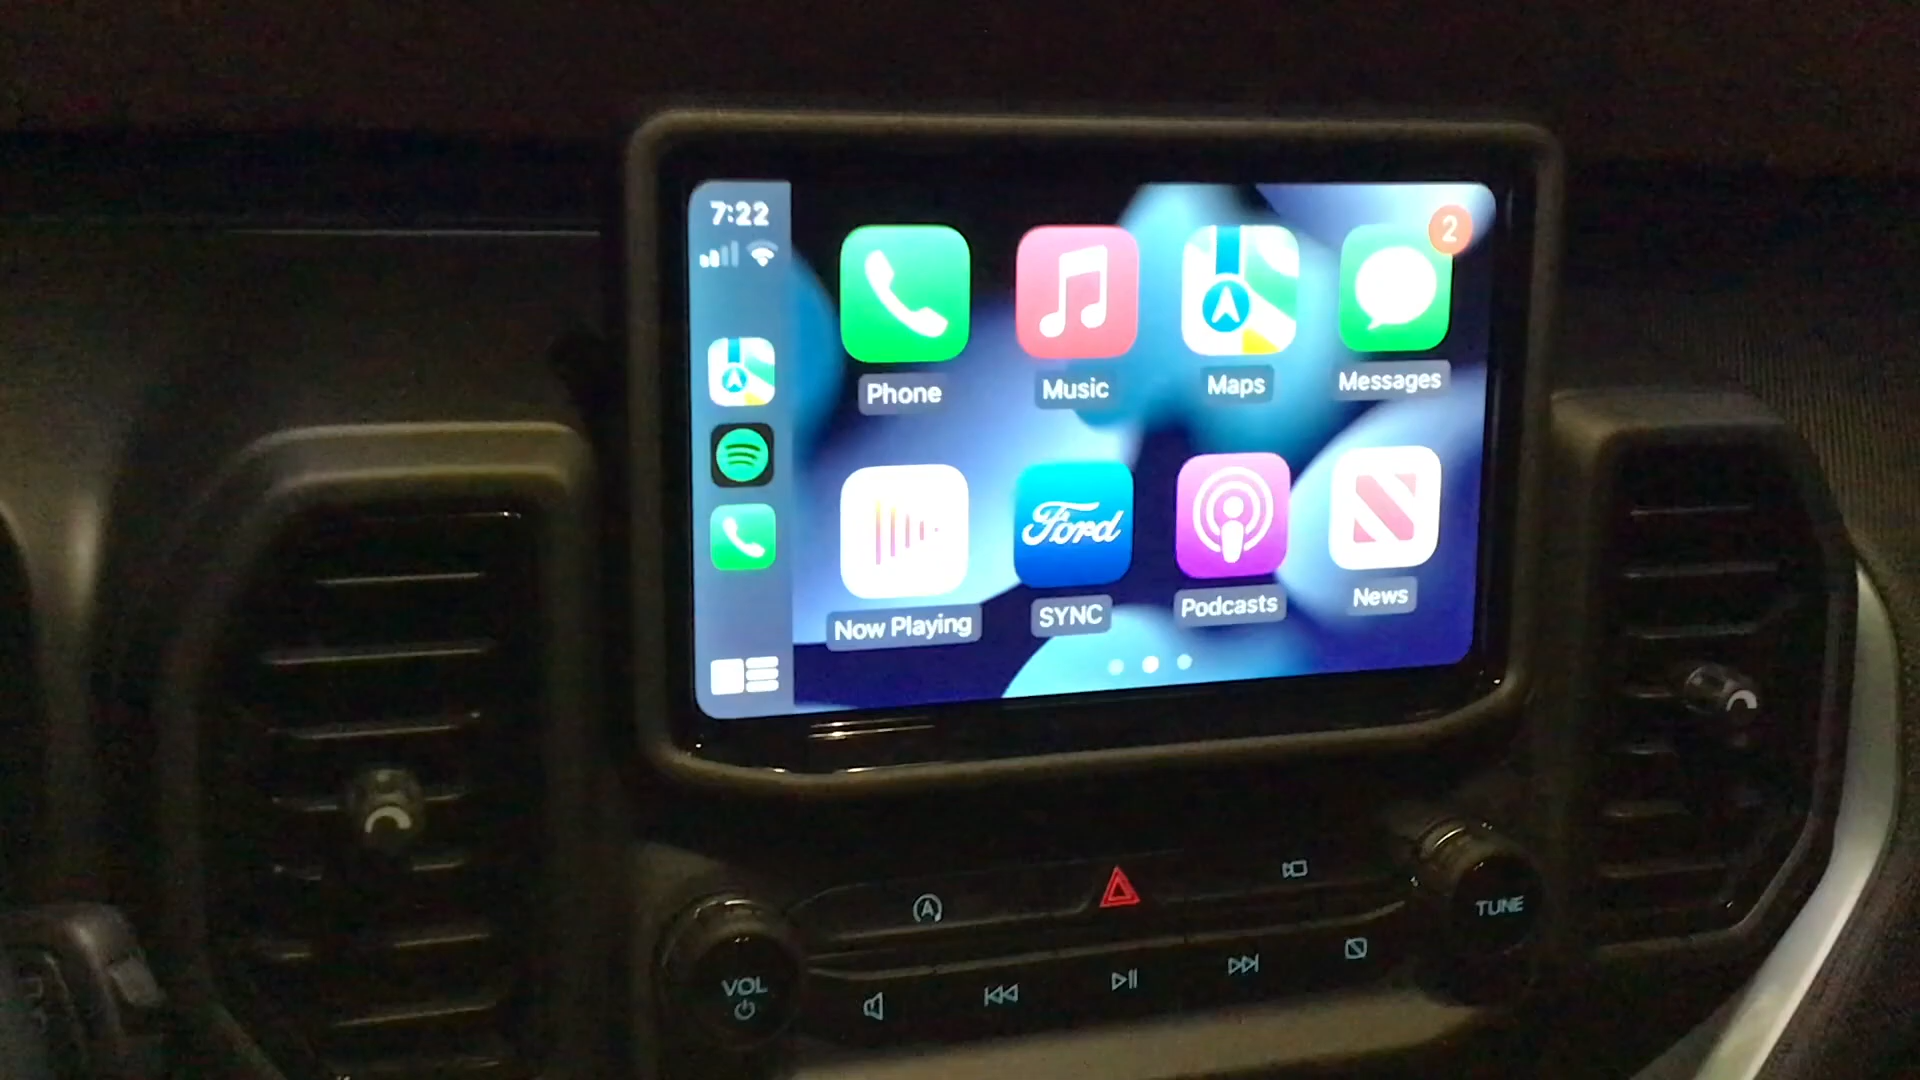 7:22
2
Phone
Music
Maps
Messages
Ford
Now Playing
SYNC
Podcasts
News
A
TUNE
VOL